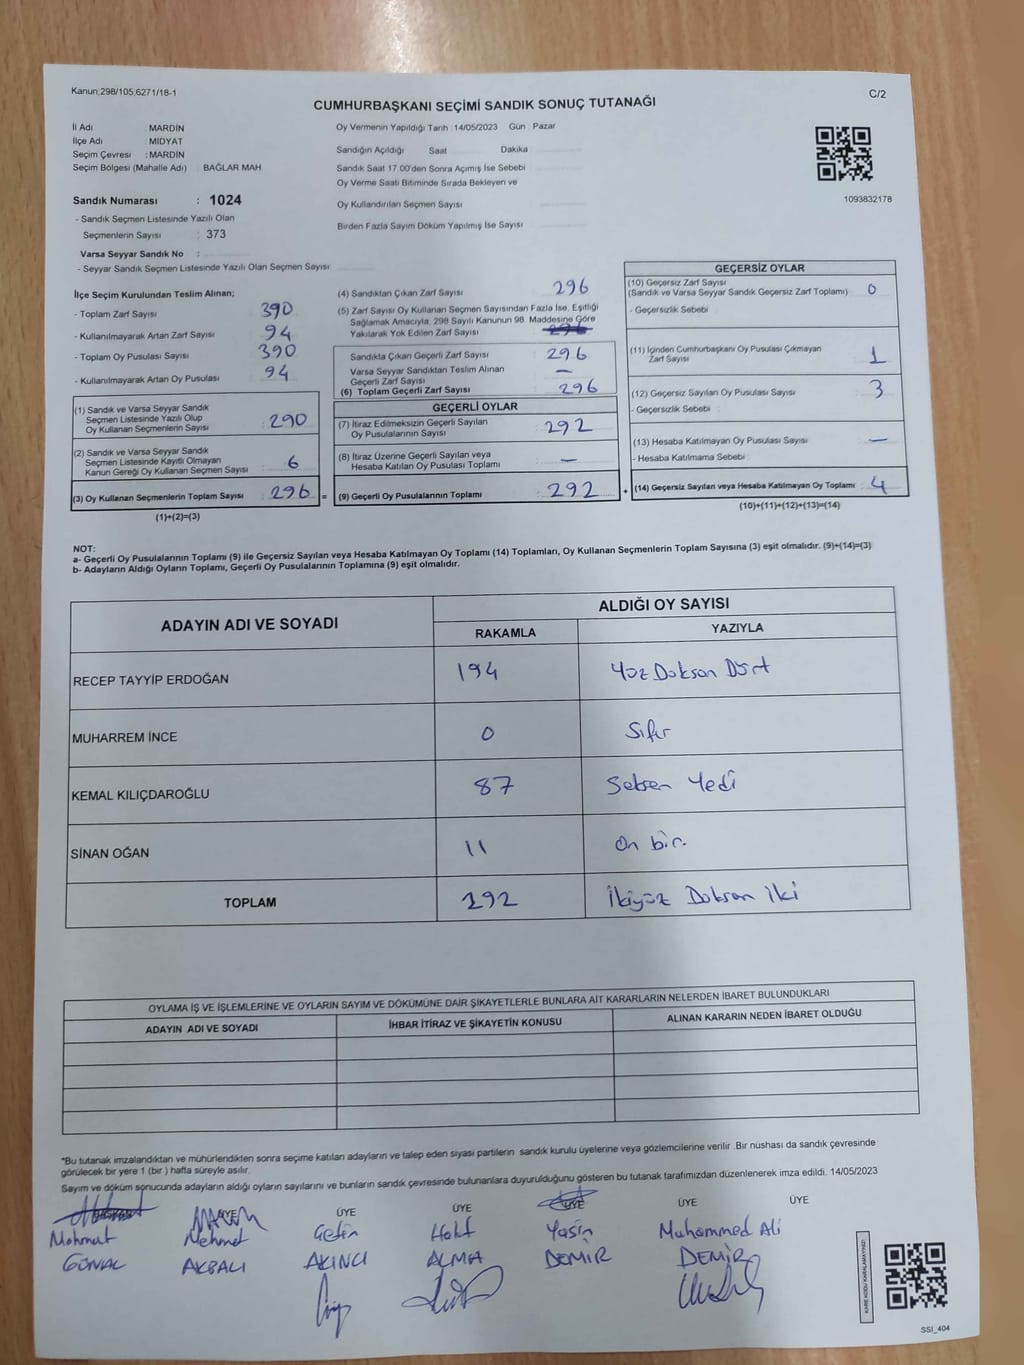 Kanun;298/105,6271/18-1
C/2
CUMHURBAŞKANI SEÇİMİ SANDIK SONUÇ TUTANAĞI
İl Adı MARDİN
İlçe Adı MİDYAT
Seçim Çevresi : MARDİN
Seçim Bölgesi (Mahalle Adı) : BAĞLAR MAH
Sandık Numarası : 1024
- Sandık Seçmen Listesinde Yazılı Olan
Seçmenlerin Sayısı : 373
Varsa Seyyar Sandık No :
- Seyyar Sandık Seçmen Listesinde Yazılı Olan Seçmen Sayısı
Oy Vermenin Yapıldığı Tarih : 14/05/2023 Gün : Pazar
Sandığın Açıldığı Saat Dakika
Sandık Saat 17.00'den Sonra Açımış İse Sebebi
Oy Verme Saati Bitiminde Sırada Bekleyen ve
Oy Kullandırılan Seçmen Sayısı
Birden Fazla Sayım Döküm Yapılmış İse Sayısı
1093832178
İlçe Seçim Kurulundan Teslim Alınan;
- Toplam Zarf Sayısı 390
- Kullanılmayarak Artan Zarf Sayısı 94
- Toplam Oy Pusulası Sayısı 390
- Kullanılmayarak Artan Oy Pusulası 94
(1) Sandık ve Varsa Seyyar Sandık
Seçmen Listesinde Yazılı Olup
Oy Kullanan Seçmenlerin Sayısı : 290
(2) Sandık ve Varsa Seyyar Sandık
Seçmen Listesinde Kayıtlı Olmayan
Kanun Gereği Oy Kullanan Seçmen Sayısı : 6
(3) Oy Kullanan Seçmenlerin Toplam Sayısı : 296 =
(1)+(2)=(3)
(4) Sandıktan Çıkan Zarf Sayısı 296
(5) Zarf Sayısı Oy Kullanan Seçmen Sayısından Fazla İse, Eşitliği
Sağlamak Amacıyla; 298 Sayılı Kanunun 98. Maddesine Göre
Yakılarak Yok Edilen Zarf Sayısı
Sandıkta Çıkan Geçerli Zarf Sayısı : 296
Varsa Seyyar Sandıktan Teslim Alınan
Geçerli Zarf Sayısı : —
(6) Toplam Geçerli Zarf Sayısı : 296
GEÇERLİ OYLAR
(7) İtiraz Edilmeksizin Geçerli Sayılan
Oy Pusulalarının Sayısı : 292
(8) İtiraz Üzerine Geçerli Sayılan veya
Hesaba Katılan Oy Pusulası Toplamı : —
(9) Geçerli Oy Pusulalarının Toplamı : 292 +
GEÇERSİZ OYLAR
(10) Geçersiz Zarf Sayısı
(Sandık ve Varsa Seyyar Sandık Geçersiz Zarf Toplamı) : 0
- Geçersizlik Sebebi :
(11) İçinden Cumhurbaşkanı Oy Pusulası Çıkmayan
Zarf Sayısı : 1
(12) Geçersiz Sayılan Oy Pusulası Sayısı : 3
- Geçersizlik Sebebi :
(13) Hesaba Katılmayan Oy Pusulası Sayısı : —
- Hesaba Katılmama Sebebi :
(14) Geçersiz Sayılan veya Hesaba Katılmayan Oy Toplamı : 4
(10)+(11)+(12)+(13)=(14)
NOT:
a- Geçerli Oy Pusulalarının Toplamı (9) ile Geçersiz Sayılan veya Hesaba Katılmayan Oy Toplamı (14) Toplamları, Oy Kullanan Seçmenlerin Toplam Sayısına (3) eşit olmalıdır. (9)+(14)=(3)
b- Adayların Aldığı Oyların Toplamı, Geçerli Oy Pusulalarının Toplamına (9) eşit olmalıdır.
ADAYIN ADI VE SOYADI ALDIĞI OY SAYISI
RAKAMLA YAZIYLA
RECEP TAYYİP ERDOĞAN 194 Yüz Doksan Dört
MUHARREM İNCE 0 Sıfır
KEMAL KILIÇDAROĞLU 87 Seksen Yedi
SİNAN OĞAN 11 On bir.
TOPLAM 292 İkiyüz Doksan İki
OYLAMA İŞ VE İŞLEMLERİNE VE OYLARIN SAYIM VE DÖKÜMÜNE DAİR ŞİKAYETLERLE BUNLARA AİT KARARLARIN NELERDEN İBARET BULUNDUKLARI
ADAYIN ADI VE SOYADI İHBAR İTİRAZ VE ŞİKAYETİN KONUSU ALINAN KARARIN NEDEN İBARET OLDUĞU
*Bu tutanak imzalandıktan ve mühürlendikten sonra seçime katılan adayların ve talep eden siyasi partilerin sandık kurulu üyelerine veya gözlemcilerine verilir. Bir nüshası da sandık çevresinde
görülecek bir yere 1 (bir) hafta süreyle asılır.
Sayım ve döküm sonucunda adayların aldığı oyların sayılarını ve bunların sandık çevresinde bulunanlara duyurulduğunu gösteren bu tutanak tarafımızdan düzenlenerek imza edildi. 14/05/2023
ÜYE ÜYE ÜYE ÜYE ÜYE ÜYE
Mahmut Mehmet Çetin Halit Yasin Muhammed Ali
AKBALI AKINCI ALMA DEMİR DEMİR
KARE KODU KARALAMAYINIZ!
SSI_404